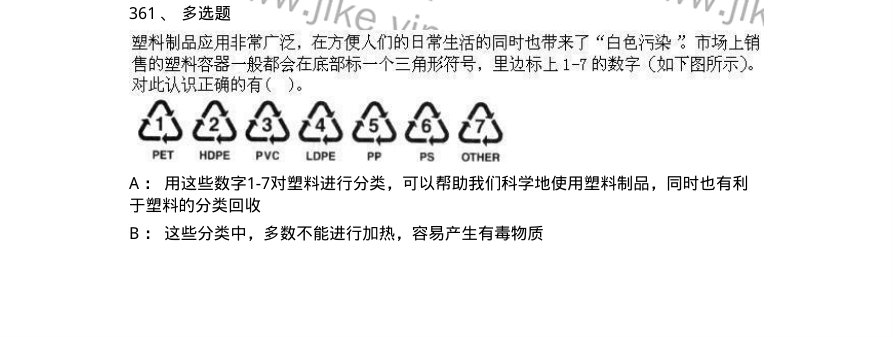 361 、 多选题
塑料制品应用非常广泛，在方便人们的日常生活的同时也带来了“白色污染 ”。市场上销
售的塑料容器一般都会在底部标一个三角形符号，里边标上 1-7 的数字（如下图所示）。
对此认识正确的有(    )。
1 2 3 4 5 6 7
PET HDPE PVC LDPE PP PS OTHER
A ： 用这些数字1-7对塑料进行分类，可以帮助我们科学地使用塑料制品，同时也有利
于塑料的分类回收
B ： 这些分类中，多数不能进行加热，容易产生有毒物质